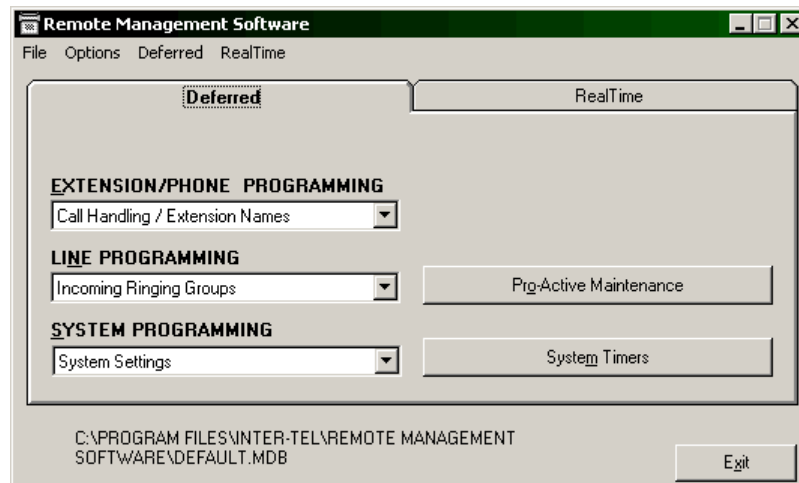 Remote Management Software
File Options Deferred RealTime
Deferred RealTime
EXTENSION/PHONE PROGRAMMING
Call Handling / Extension Names
LINE PROGRAMMING
Incoming Ringing Groups
Pro-Active Maintenance
SYSTEM PROGRAMMING
System Settings
System Timers
C:\PROGRAM FILES\INTER-TEL\REMOTE MANAGEMENT
SOFTWARE\DEFAULT.MDB
Exit